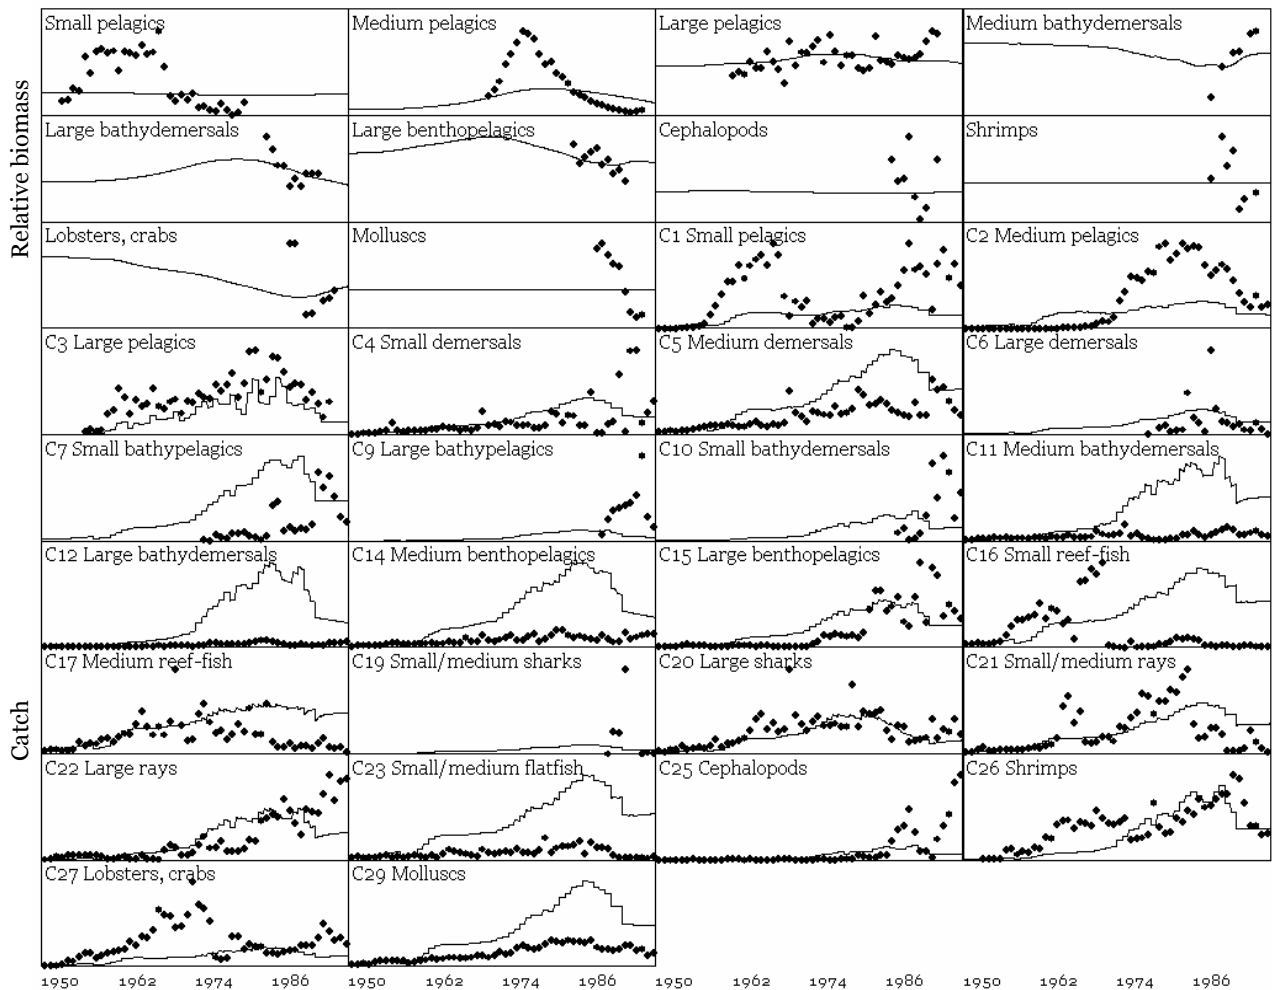 Relative biomass
Small pelagics
Medium pelagics
Large pelagics
Medium bathydemersals
Large bathydemersals
Large benthopelagics
Cephalopods
Shrimps
Lobsters, crabs
Molluscs
C1 Small pelagics
C2 Medium pelagics
Catch
C3 Large pelagics
C4 Small demersals
C5 Medium demersals
C6 Large demersals
C7 Small bathypelagics
C9 Large bathypelagics
C10 Small bathydemersals
C11 Medium bathydemersals
C12 Large bathydemersals
C14 Medium benthopelagics
C15 Large benthopelagics
C16 Small reef-fish
C17 Medium reef-fish
C19 Small/medium sharks
C20 Large sharks
C21 Small/medium rays
C22 Large rays
C23 Small/medium flatfish
C25 Cephalopods
C26 Shrimps
C27 Lobsters, crabs
C29 Molluscs
1950 1962 1974 1986 1950 1962 1974 1986 1950 1962 1974 1986 1950 1962 1974 1986